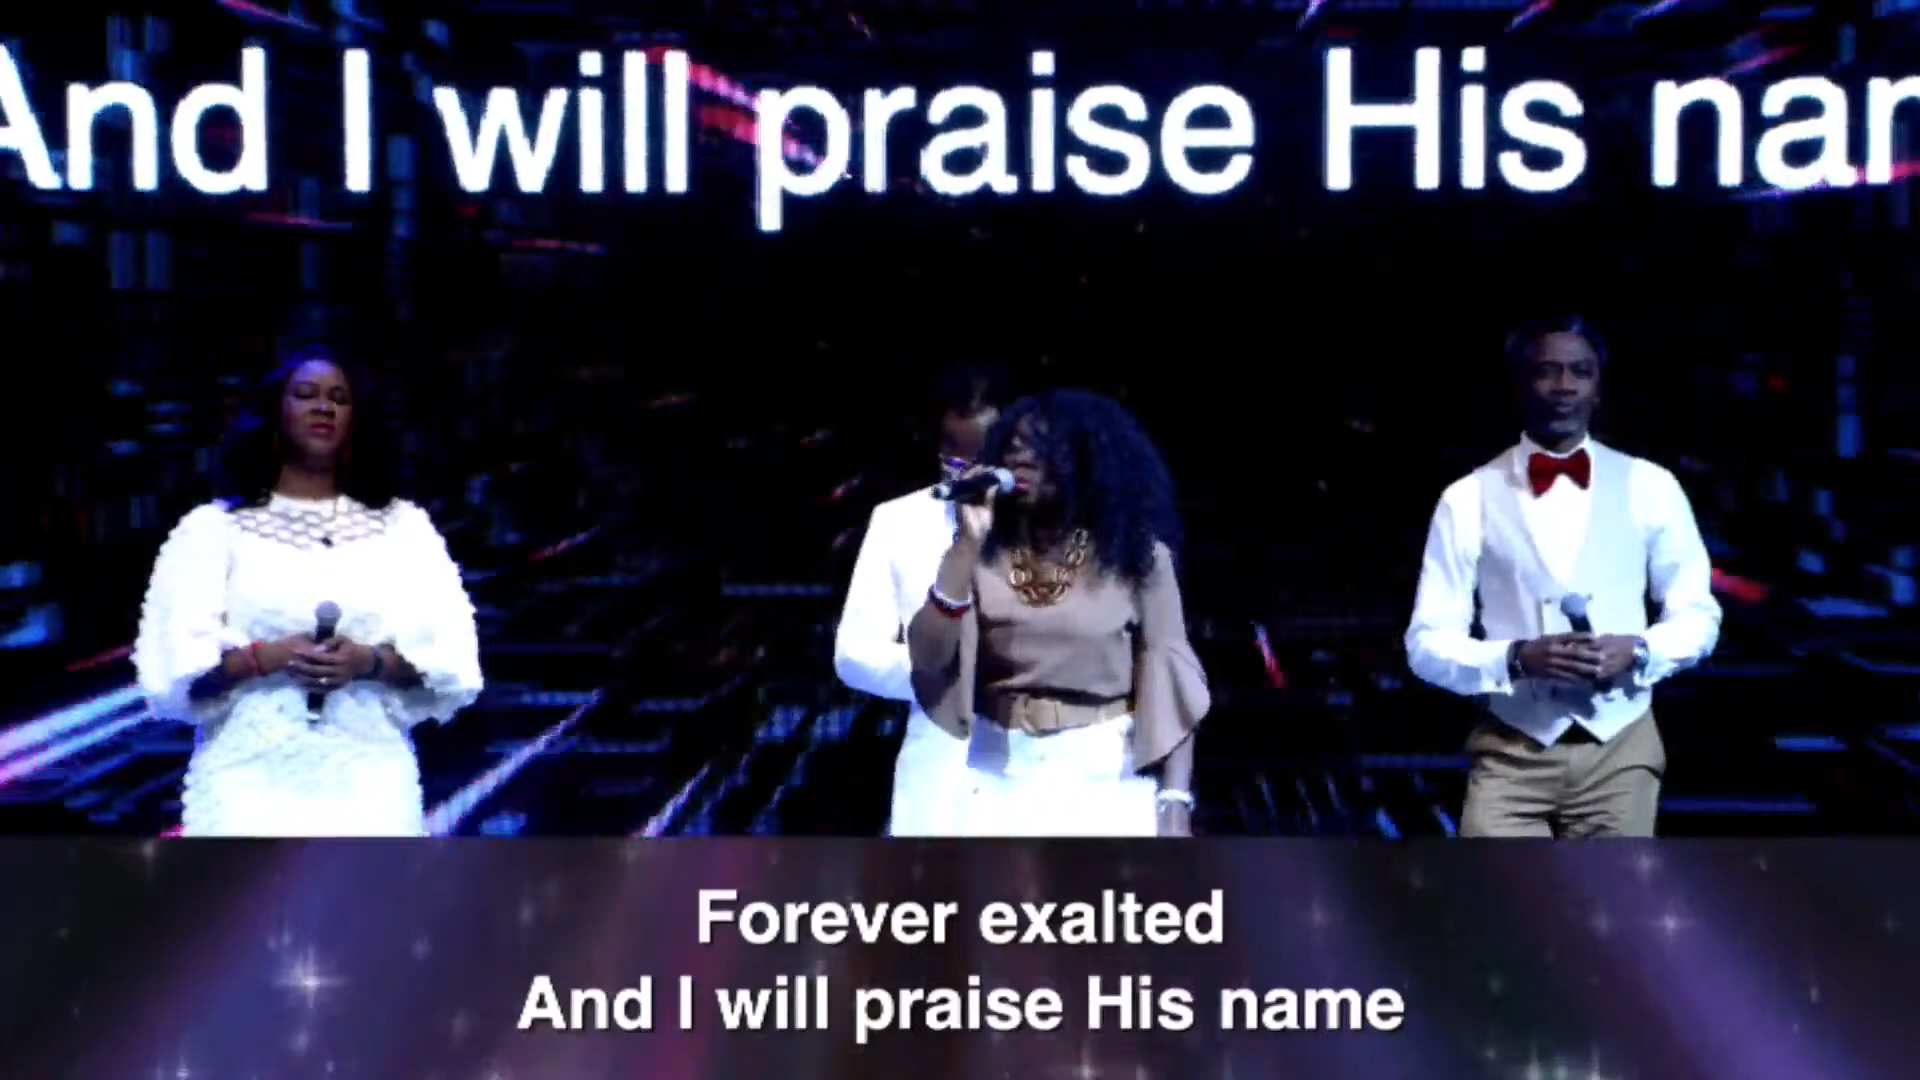 And I will praise His nam
Forever exalted
And I will praise His name